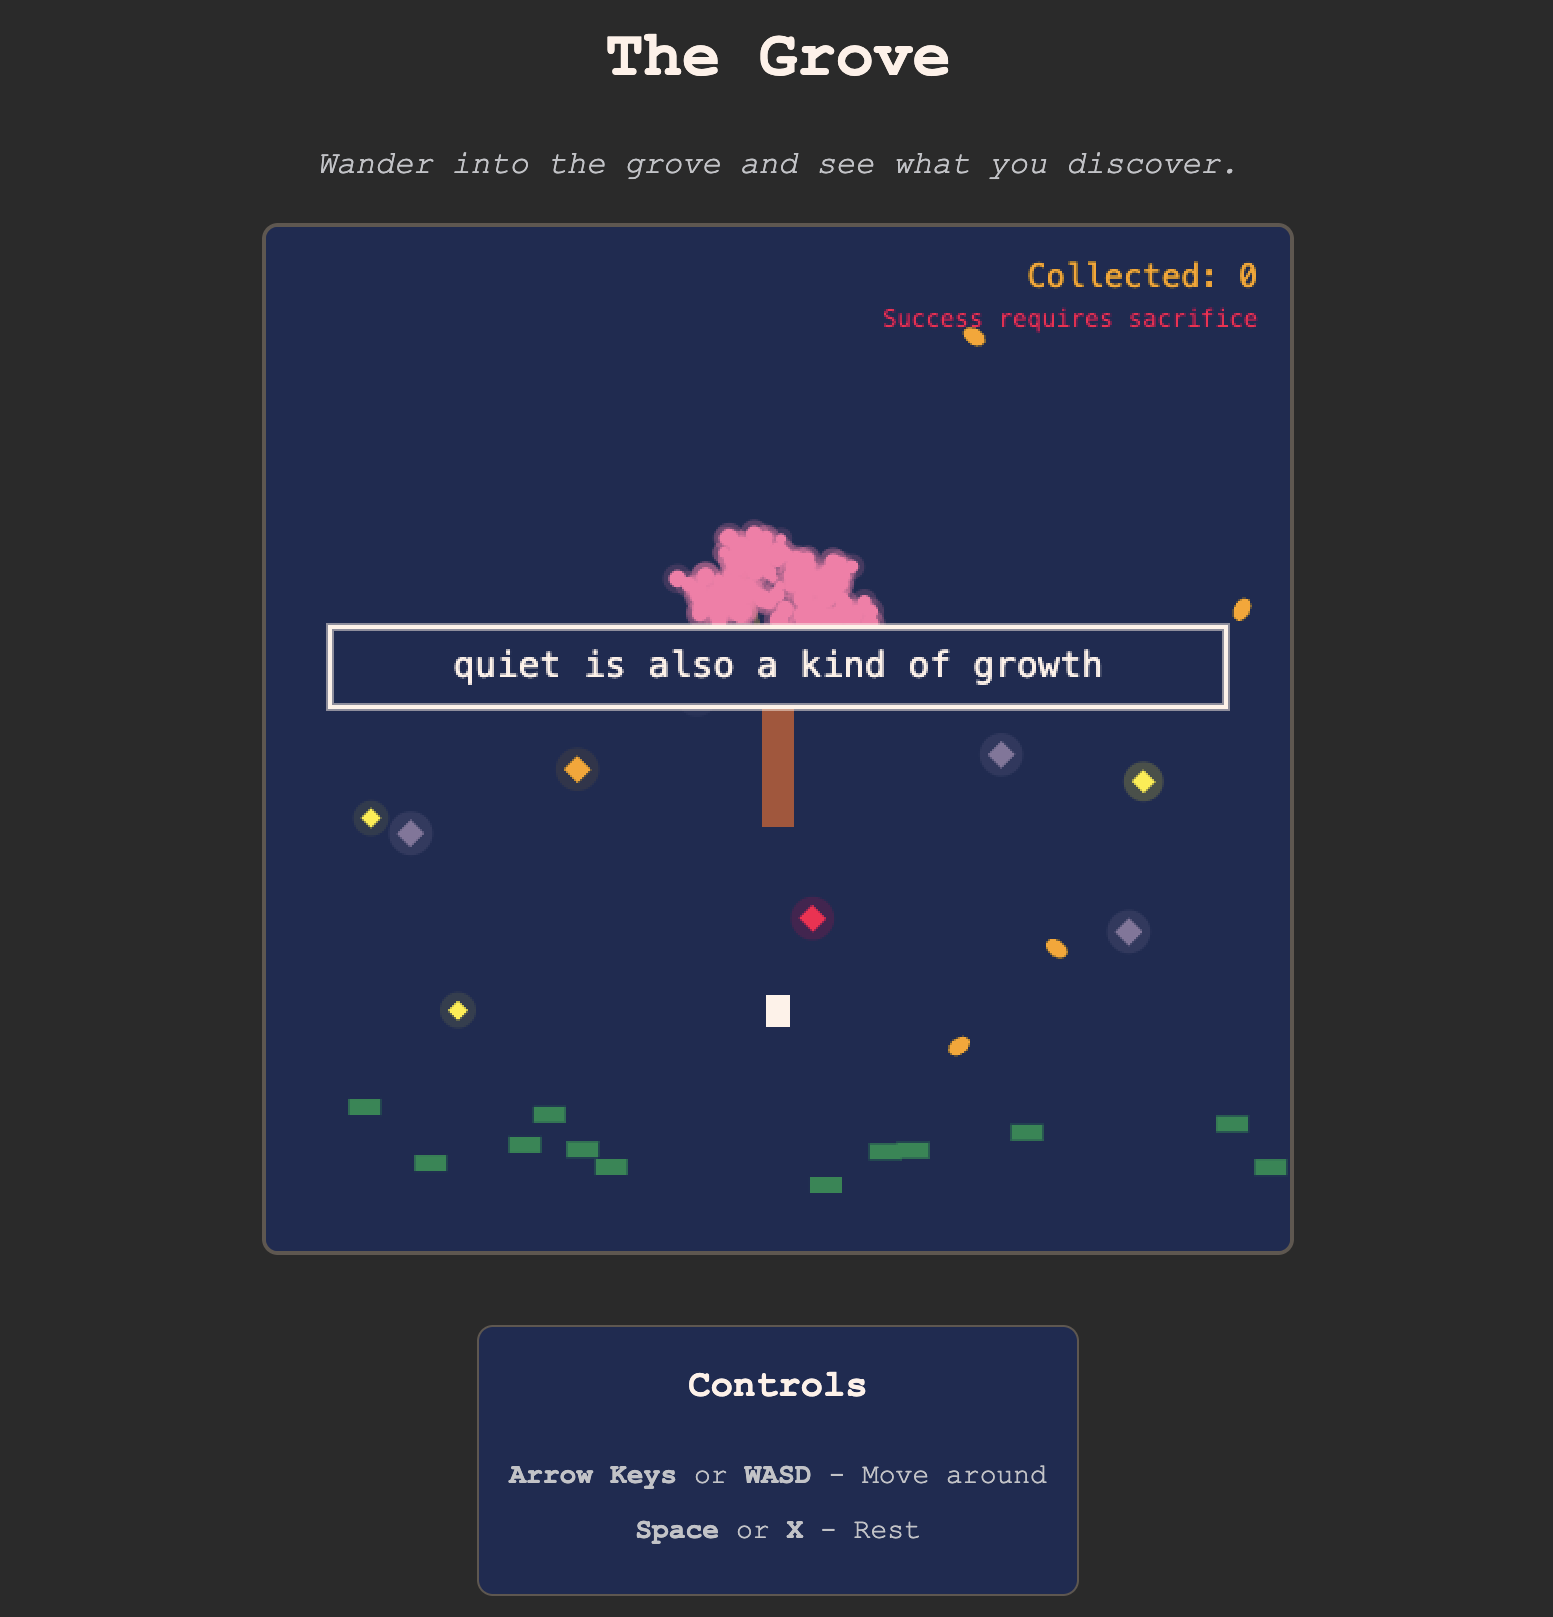 The Grove
Wander into the grove and see what you discover.
Collected: 0
Success requires sacrifice
quiet is also a kind of growth
Controls
Arrow Keys or WASD - Move around
Space or X - Rest